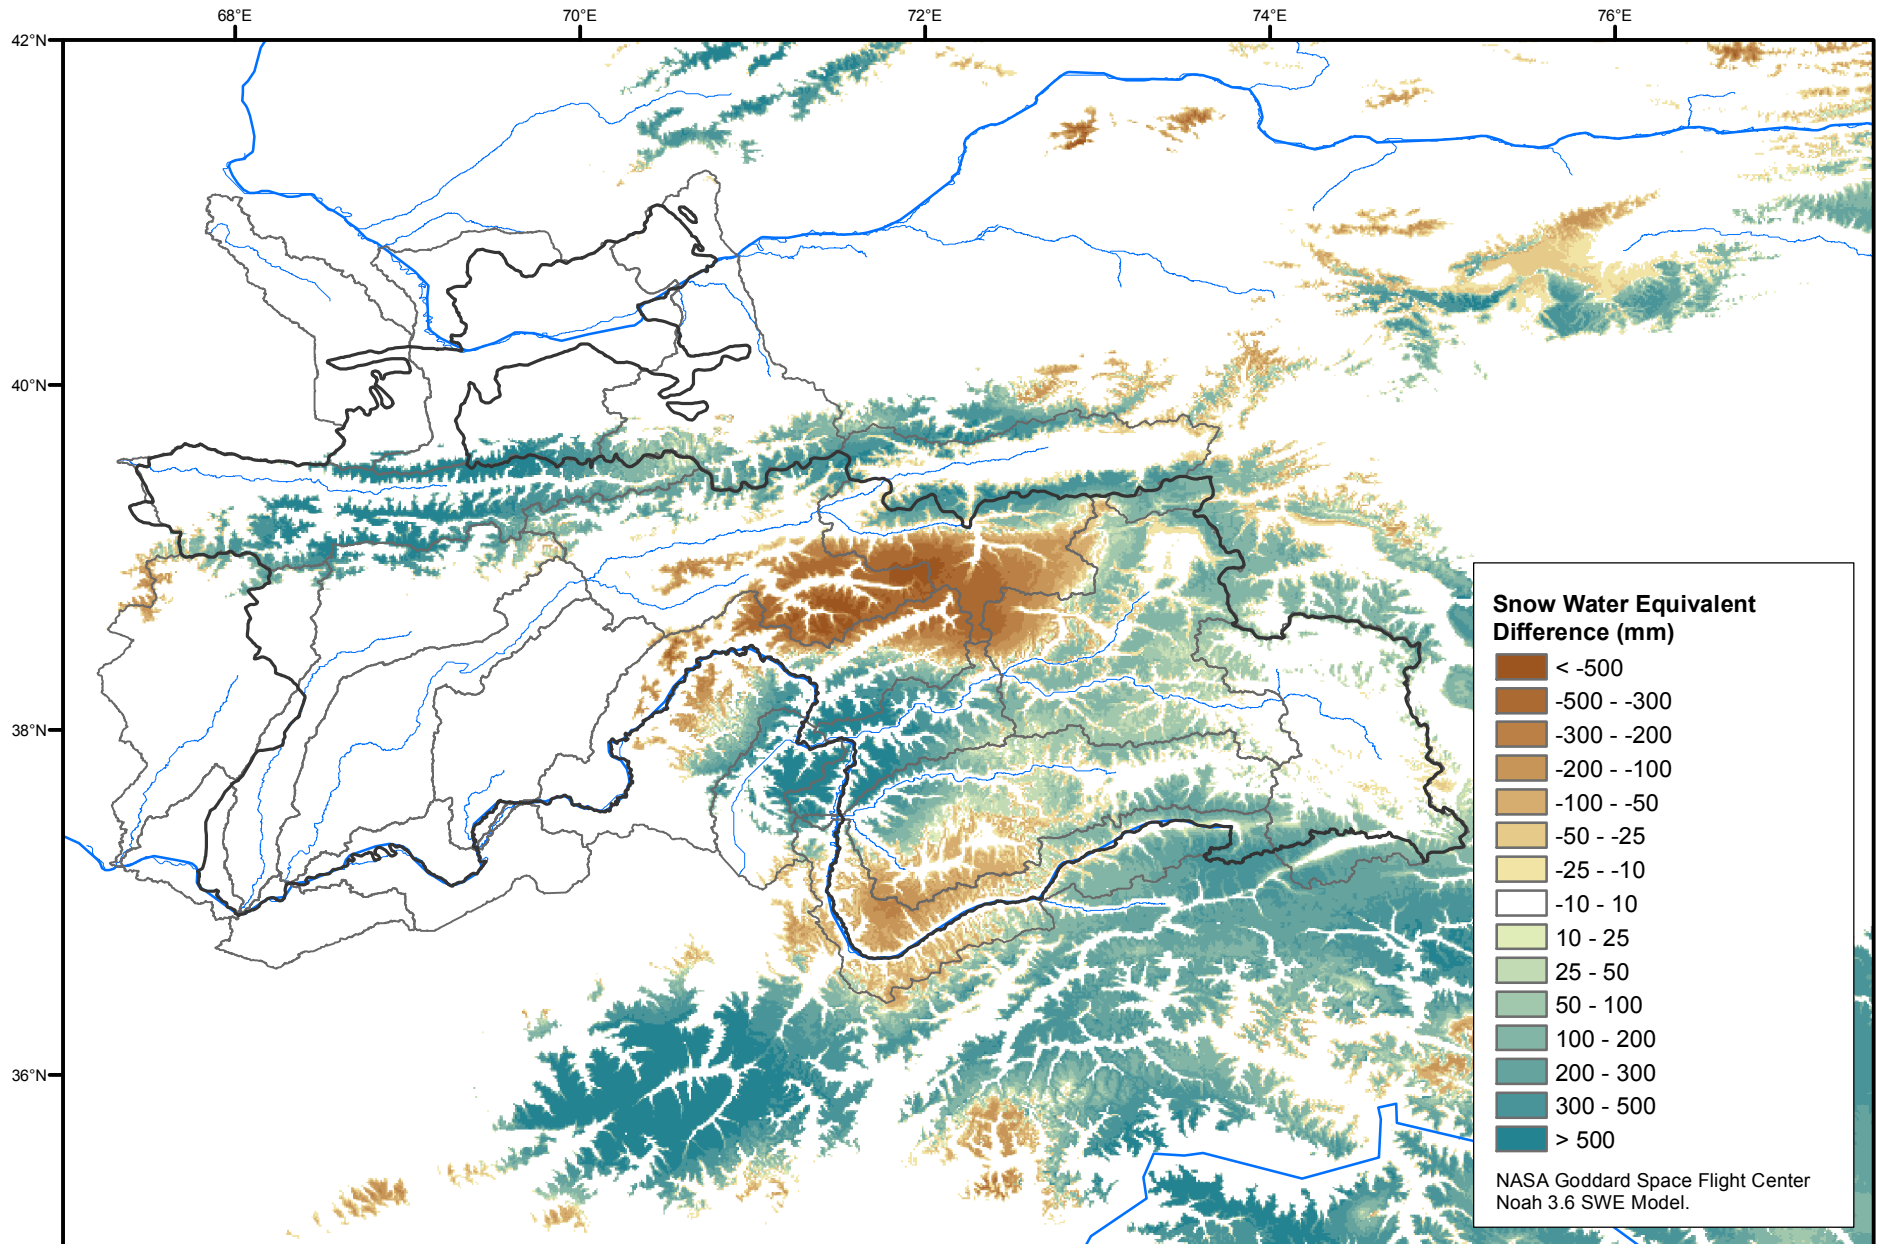 68°E
70°E
72°E
74°E
76°E
42°N
40°N
38°N
36°N
Snow Water Equivalent
Difference (mm)
< -500
-500 - -300
-300 - -200
-200 - -100
-100 - -50
-50 - -25
-25 - -10
-10 - 10
10 - 25
25 - 50
50 - 100
100 - 200
200 - 300
300 - 500
> 500
NASA Goddard Space Flight Center
Noah 3.6 SWE Model.